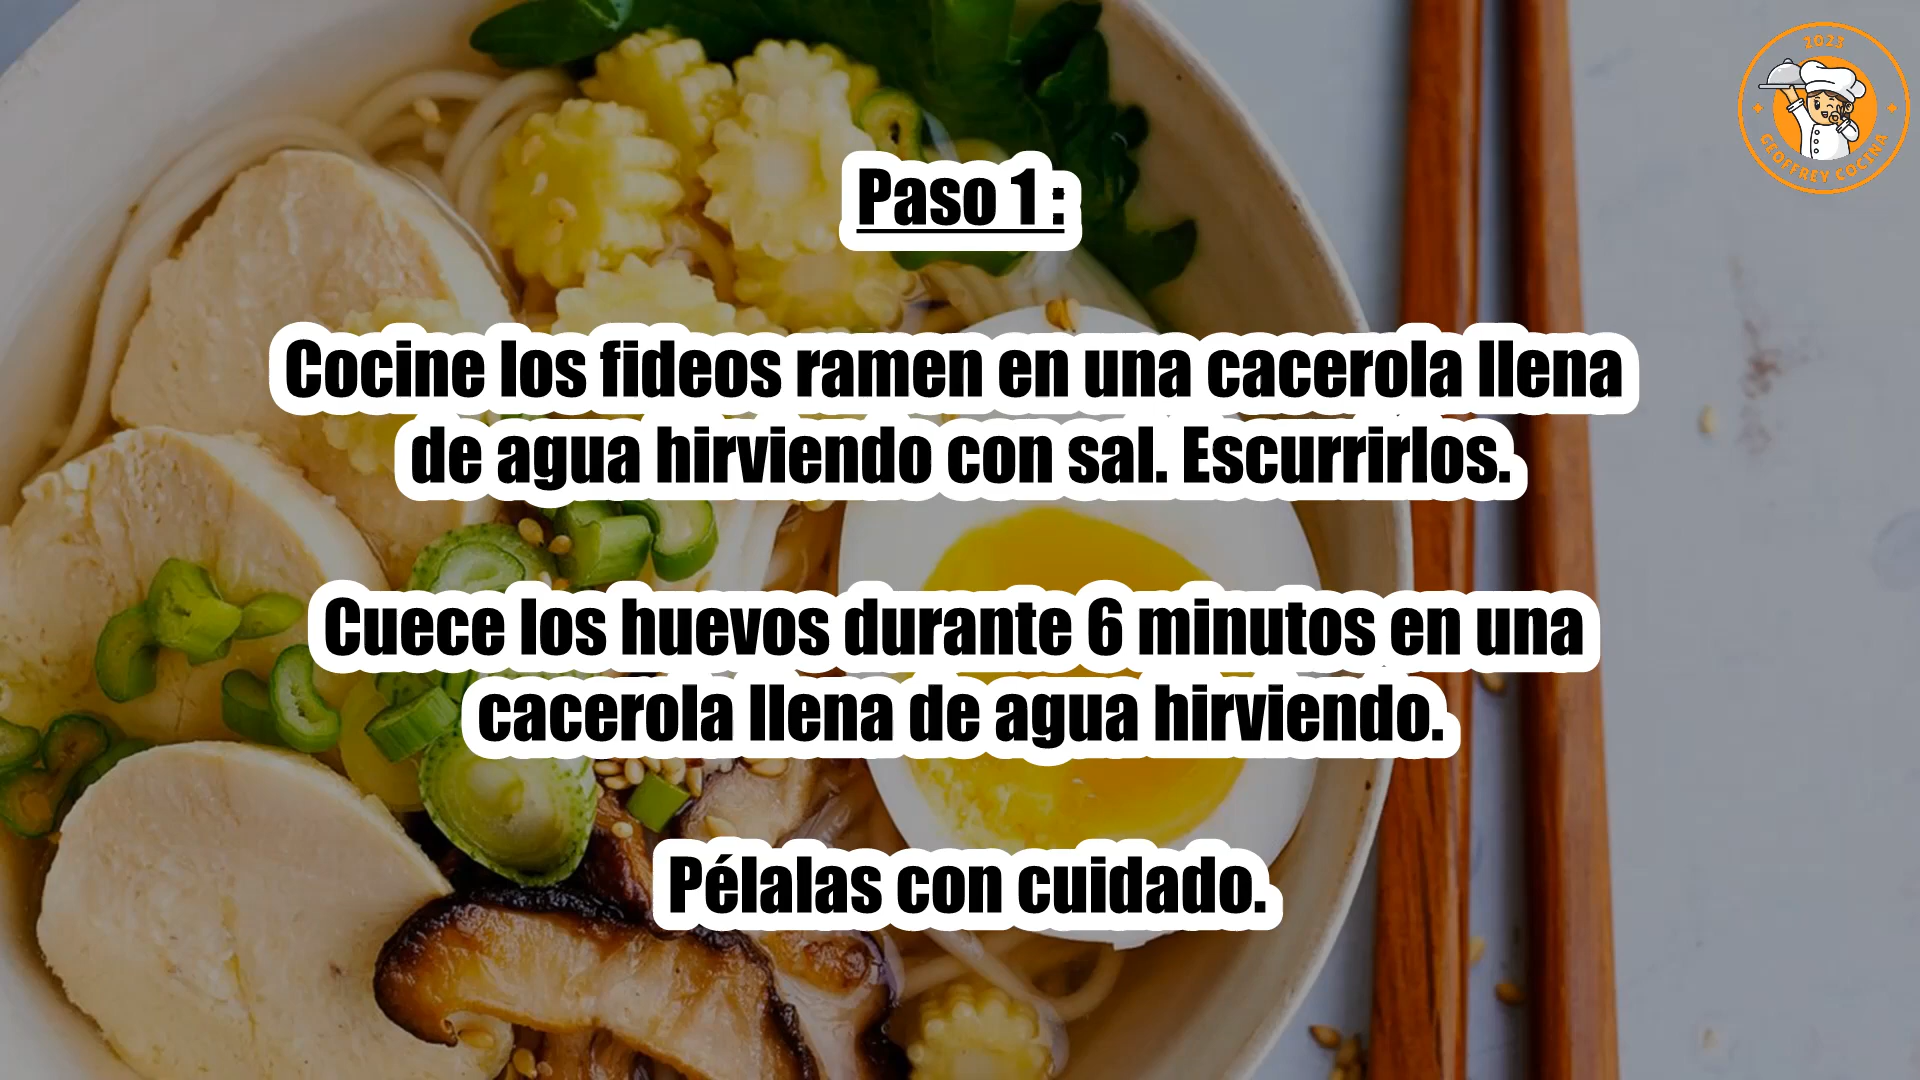 2023
GEOFFREY COCINA
Paso 1 :
Cocine los fideos ramen en una cacerola llena
de agua hirviendo con sal. Escurrirlos.
Cuece los huevos durante 6 minutos en una
cacerola llena de agua hirviendo.
Pélalas con cuidado.